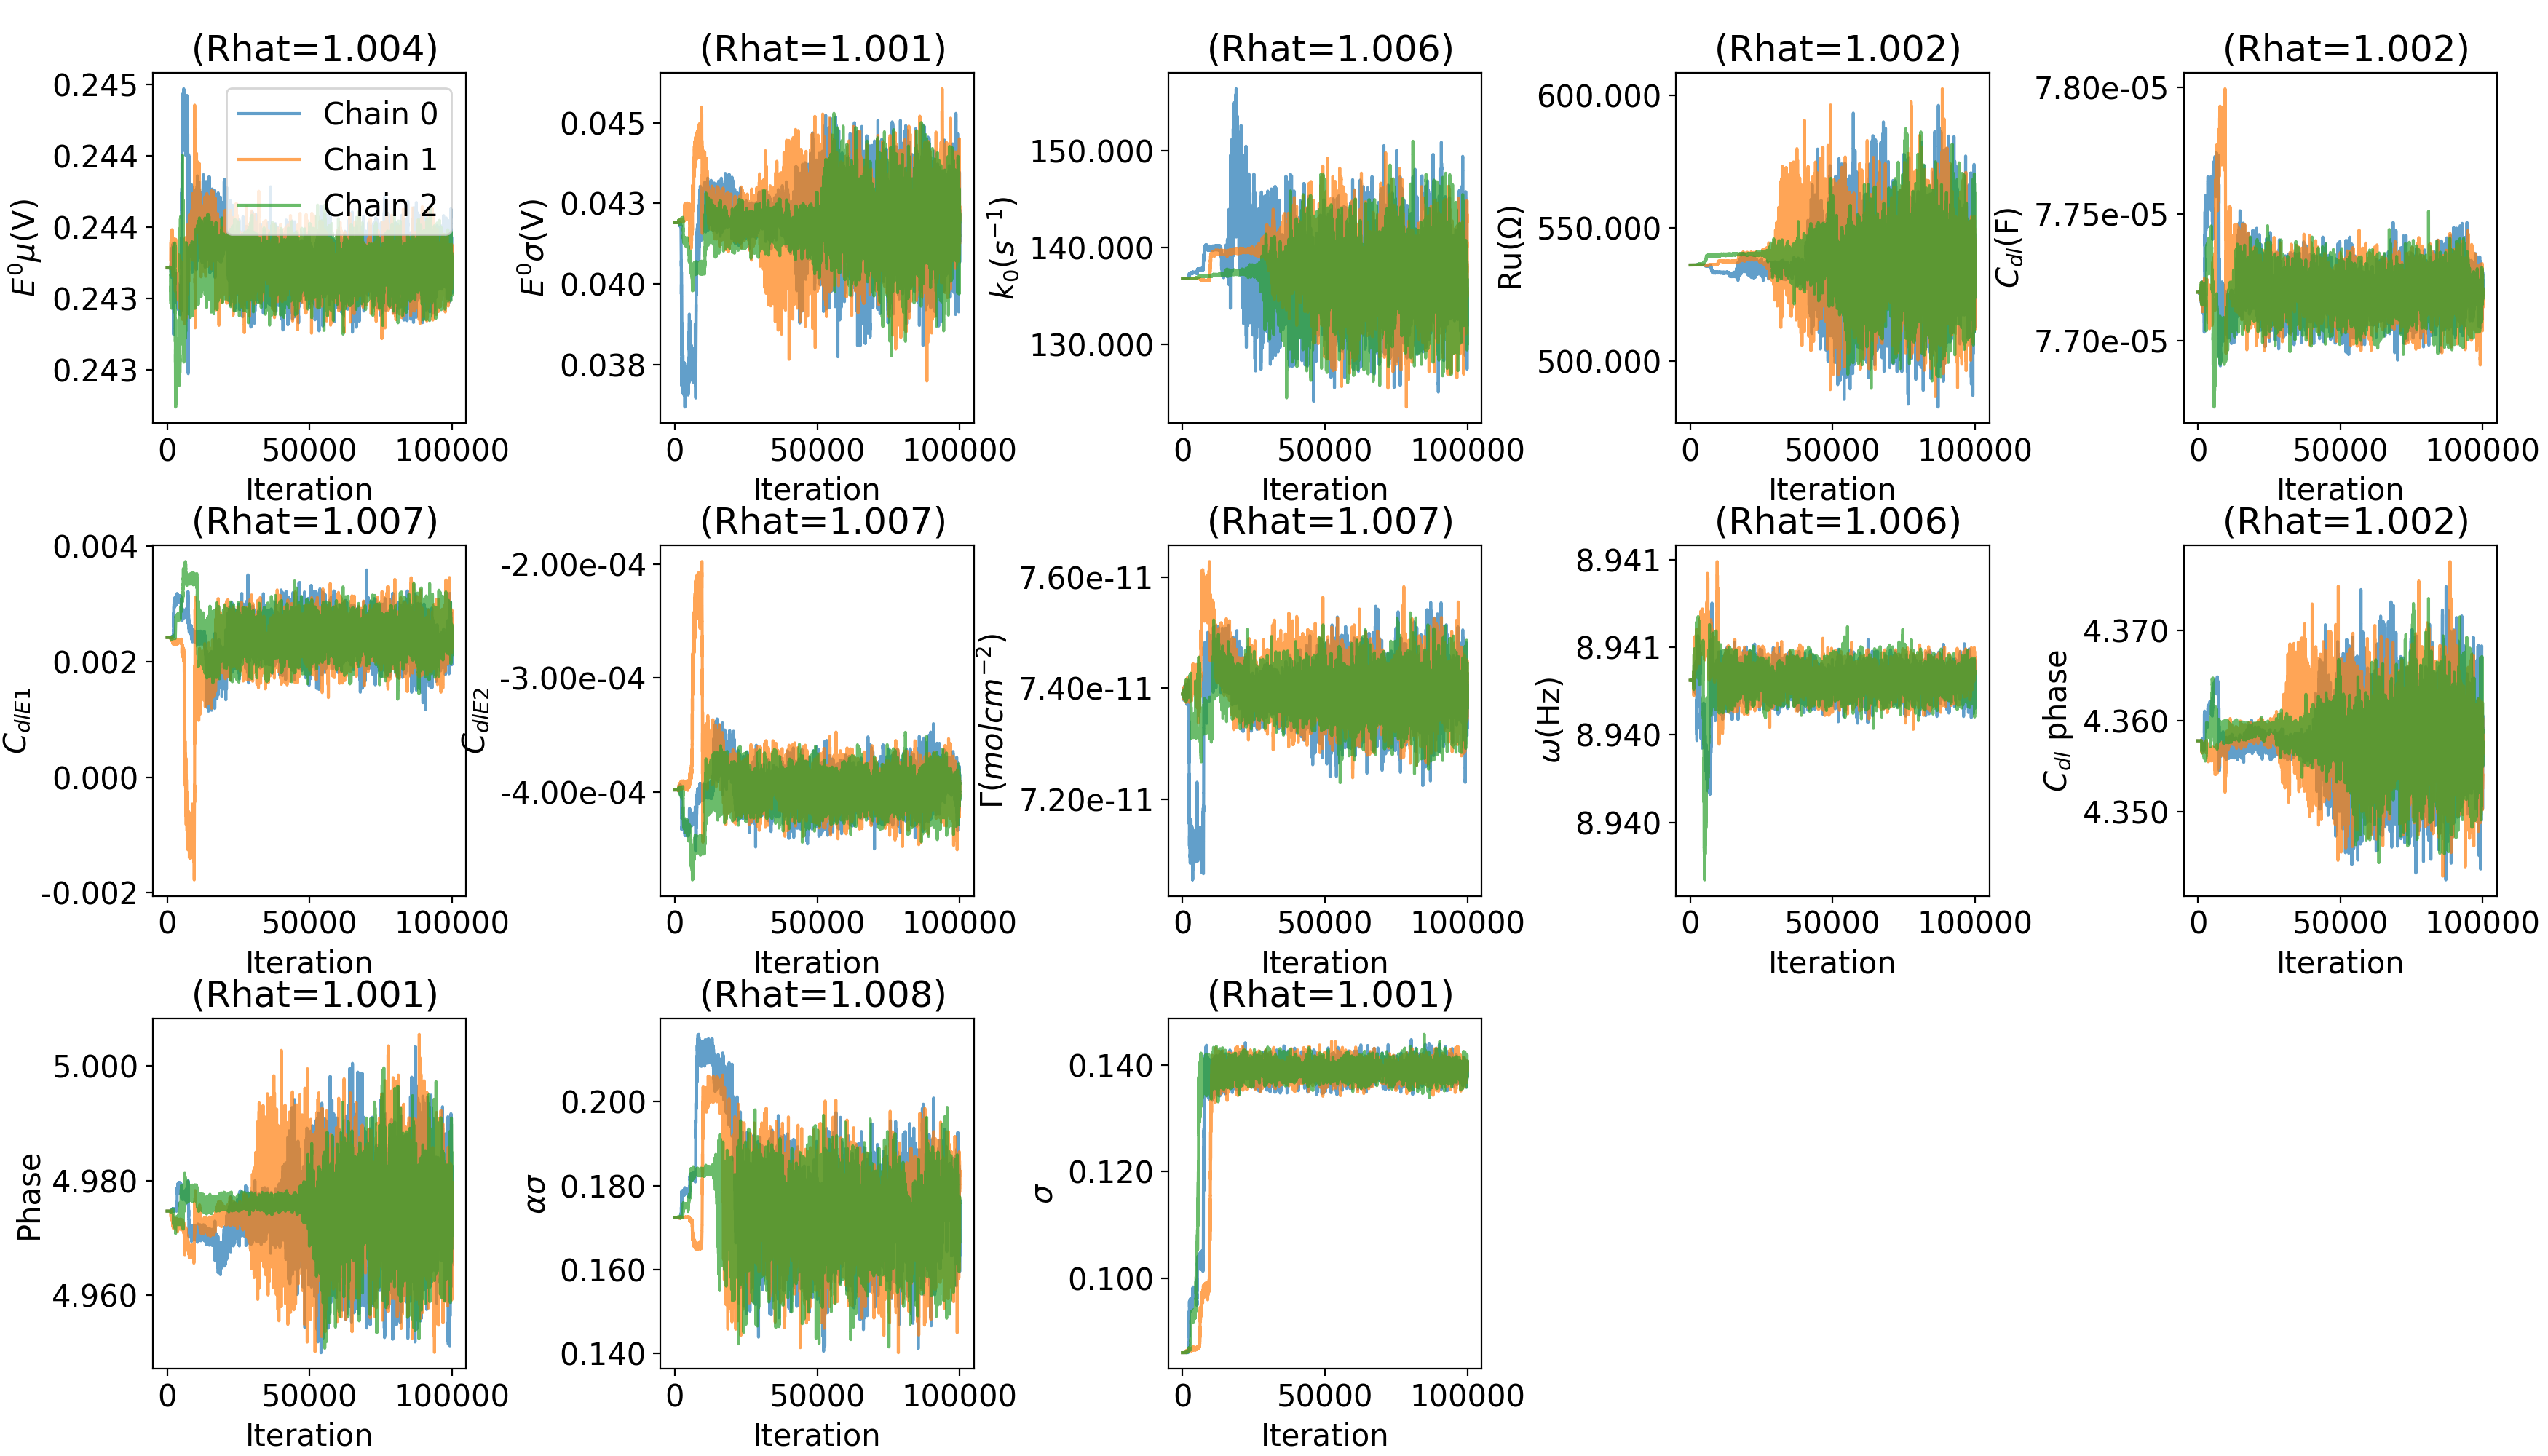 (Rhat=1.004) (Rhat=1.001) (Rhat=1.006) (Rhat=1.002) (Rhat=1.002)
E⁰μ(V)
0.245
0.244
0.244
0.243
0.243
Chain 0
Chain 1
Chain 2
0 50000 100000
Iteration
E⁰σ(V)
0.045
0.043
0.040
0.038
0 50000 100000
Iteration
k₀(s⁻¹)
150.000
140.000
130.000
0 50000 100000
Iteration
Ru(Ω)
600.000
550.000
500.000
0 50000 100000
Iteration
C_dl(F)
7.80e-05
7.75e-05
7.70e-05
0 50000 100000
Iteration
(Rhat=1.007) (Rhat=1.007) (Rhat=1.007) (Rhat=1.006) (Rhat=1.002)
C_dlE1
0.004
0.002
0.000
-0.002
0 50000 100000
Iteration
C_dlE2
-2.00e-04
-3.00e-04
-4.00e-04
0 50000 100000
Iteration
Γ(molcm⁻²)
7.60e-11
7.40e-11
7.20e-11
0 50000 100000
Iteration
ω(Hz)
8.941
8.941
8.940
8.940
0 50000 100000
Iteration
C_dl phase
4.370
4.360
4.350
0 50000 100000
Iteration
(Rhat=1.001) (Rhat=1.008) (Rhat=1.001)
Phase
5.000
4.980
4.960
0 50000 100000
Iteration
ασ
0.200
0.180
0.160
0.140
0 50000 100000
Iteration
σ
0.140
0.120
0.100
0 50000 100000
Iteration